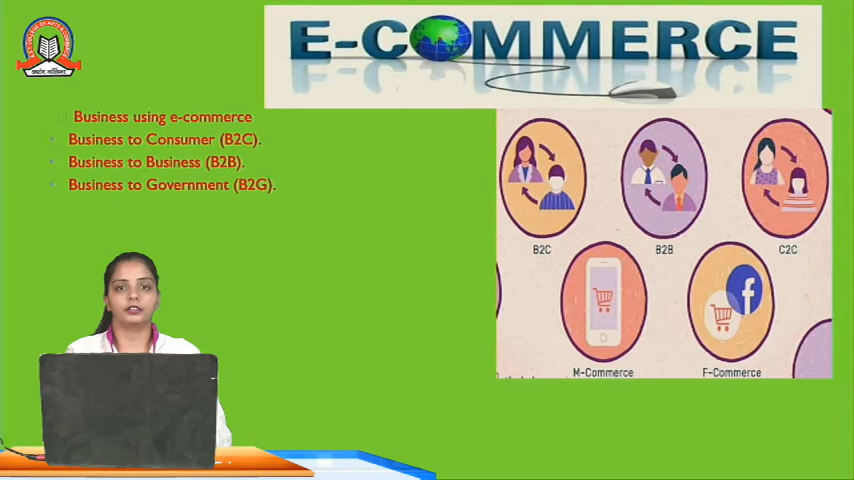 E-COMMERCE
Business using e-commerce
Business to Consumer (B2C).
Business to Business (B2B).
Business to Government (B2G).
B2C
B2B
C2C
f
M-Commerce
F-Commerce